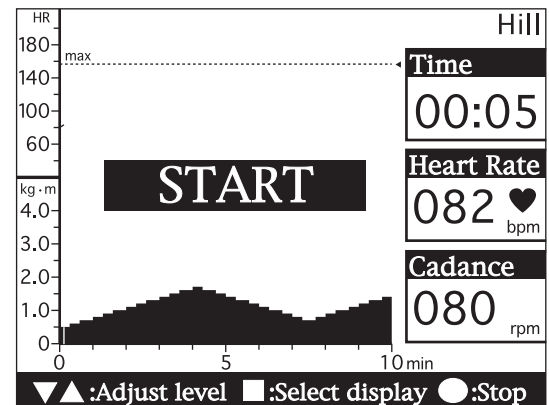 HR
Hill
180
max
140
100
60
Time
00:05
START
Heart Rate
082 ♥
bpm
kg·m
4.0
3.0
2.0
1.0
0
Cadance
080
rpm
0 5 10 min
▼▲:Adjust level ■:Select display ●:Stop